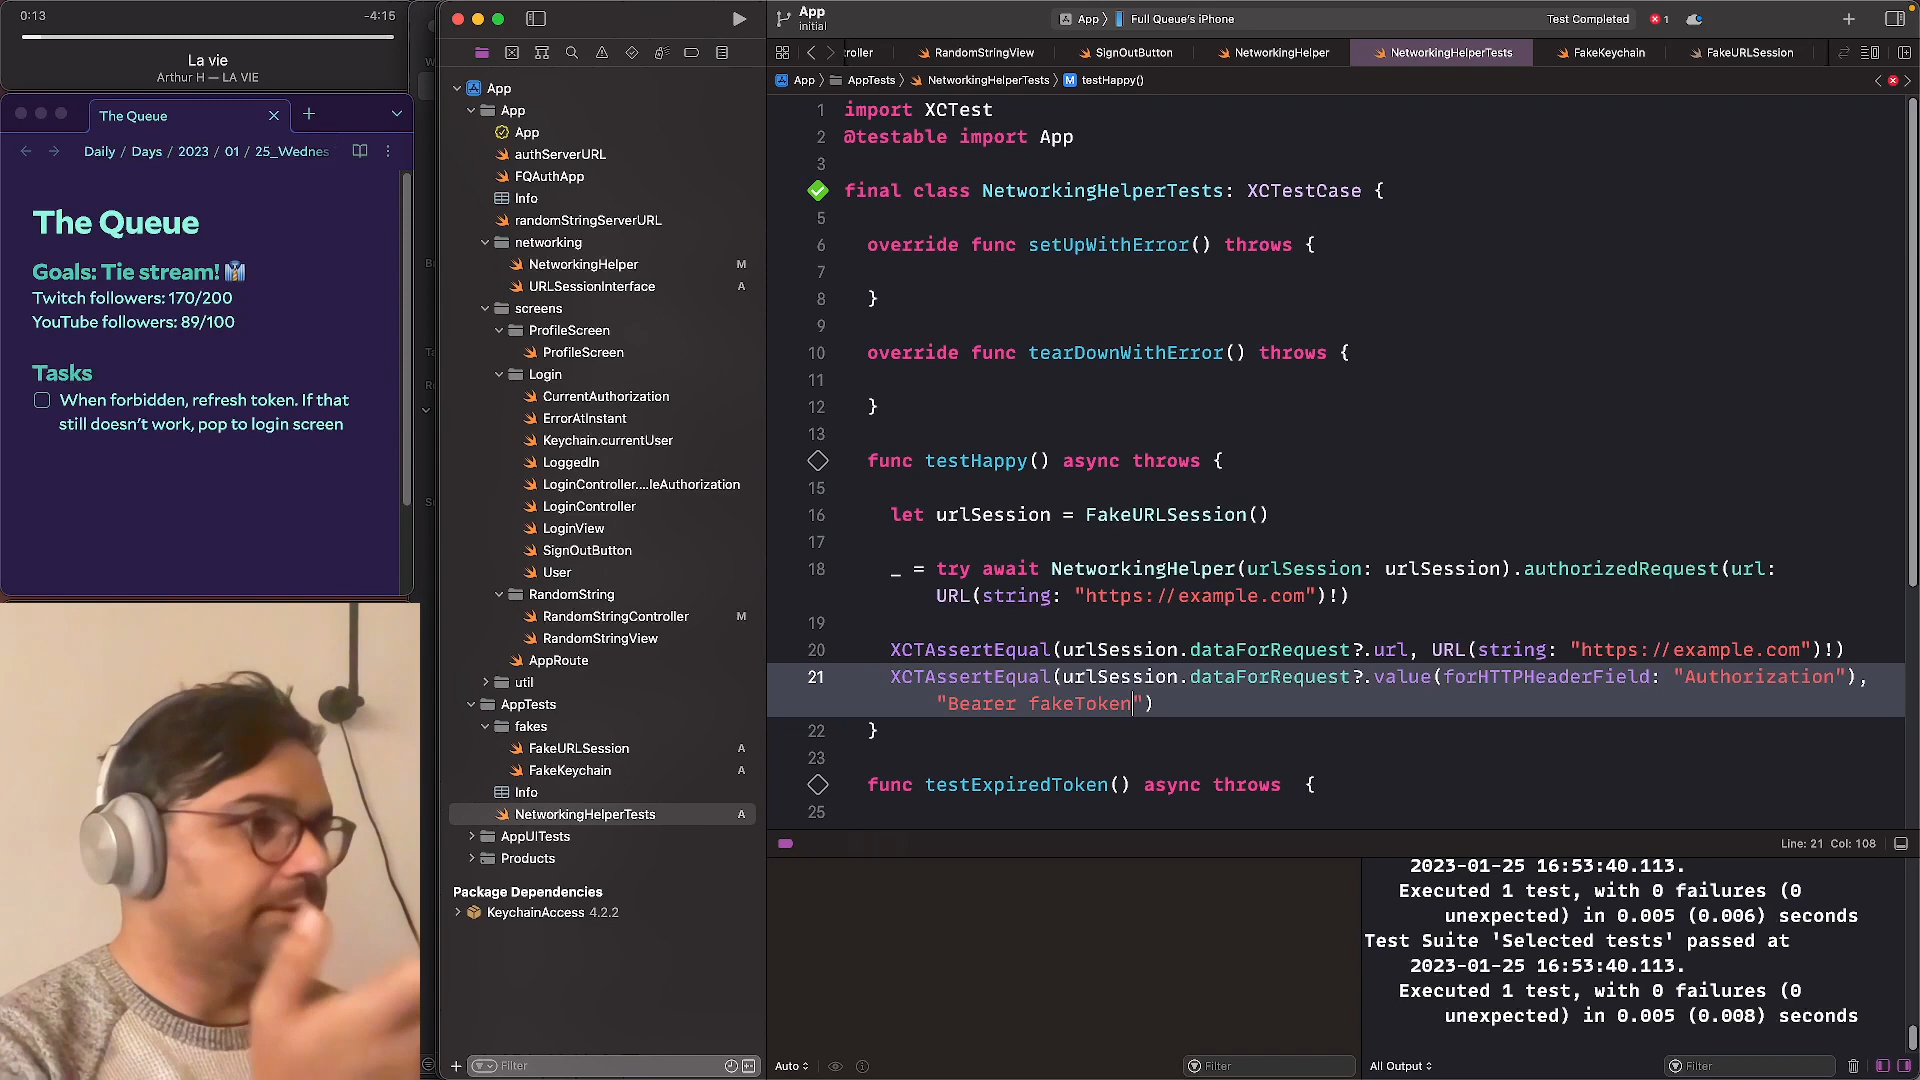 0:13
-4:15
La vie
Arthur H — LA VIE
The Queue
Daily / Days / 2023 / 01 / 25_Wednes
The Queue
Goals: Tie stream! 👔
Twitch followers: 170/200
YouTube followers: 89/100
Tasks
When forbidden, refresh token. If that
still doesn't work, pop to login screen
App
App
App
authServerURL
FQAuthApp
Info
randomStringServerURL
networking
NetworkingHelper M
URLSessionInterface A
screens
ProfileScreen
ProfileScreen
Login
CurrentAuthorization
ErrorAtInstant
Keychain.currentUser
LoggedIn
LoginController....leAuthorization
LoginController
LoginView
SignOutButton
User
RandomString
RandomStringController M
RandomStringView
AppRoute
util
AppTests
fakes
FakeURLSession A
FakeKeychain A
Info
NetworkingHelperTests A
AppUITests
Products
Package Dependencies
KeychainAccess 4.2.2
Filter
App
initial
App
Full Queue's iPhone
Test Completed
1
roller
RandomStringView
SignOutButton
NetworkingHelper
NetworkingHelperTests
FakeKeychain
FakeURLSession
App
AppTests
NetworkingHelperTests
M testHappy()
1 import XCTest
2 @testable import App
3
4 final class NetworkingHelperTests: XCTestCase {
5
6 override func setUpWithError() throws {
7
8 }
9
10 override func tearDownWithError() throws {
11
12 }
13
func testHappy() async throws {
15
16 let urlSession = FakeURLSession()
17
18 _ = try await NetworkingHelper(urlSession: urlSession).authorizedRequest(url:
URL(string: "https://example.com")!)
19
20 XCTAssertEqual(urlSession.dataForRequest?.url, URL(string: "https://example.com")!)
21 XCTAssertEqual(urlSession.dataForRequest?.value(forHTTPHeaderField: "Authorization"),
"Bearer fakeToken")
22 }
23
func testExpiredToken() async throws {
25
Line: 21 Col: 108
2023-01-25 16:53:40.113.
Executed 1 test, with 0 failures (0
unexpected) in 0.005 (0.006) seconds
Test Suite 'Selected tests' passed at
2023-01-25 16:53:40.113.
Executed 1 test, with 0 failures (0
unexpected) in 0.005 (0.008) seconds
Auto
Filter
All Output
Filter